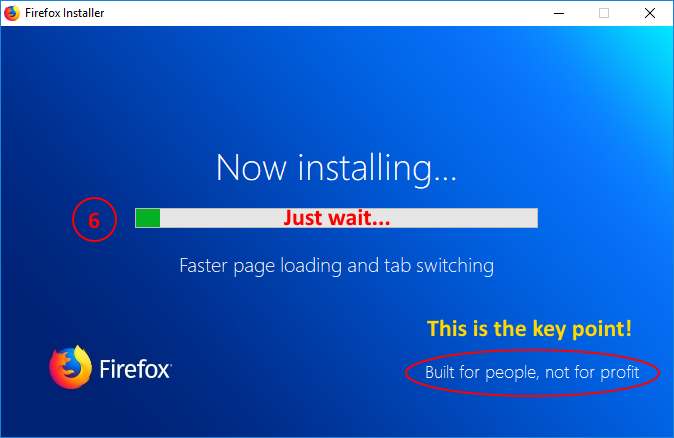 Firefox Installer
Now installing...
6
Just wait...
Faster page loading and tab switching
This is the key point!
Firefox
Built for people, not for profit